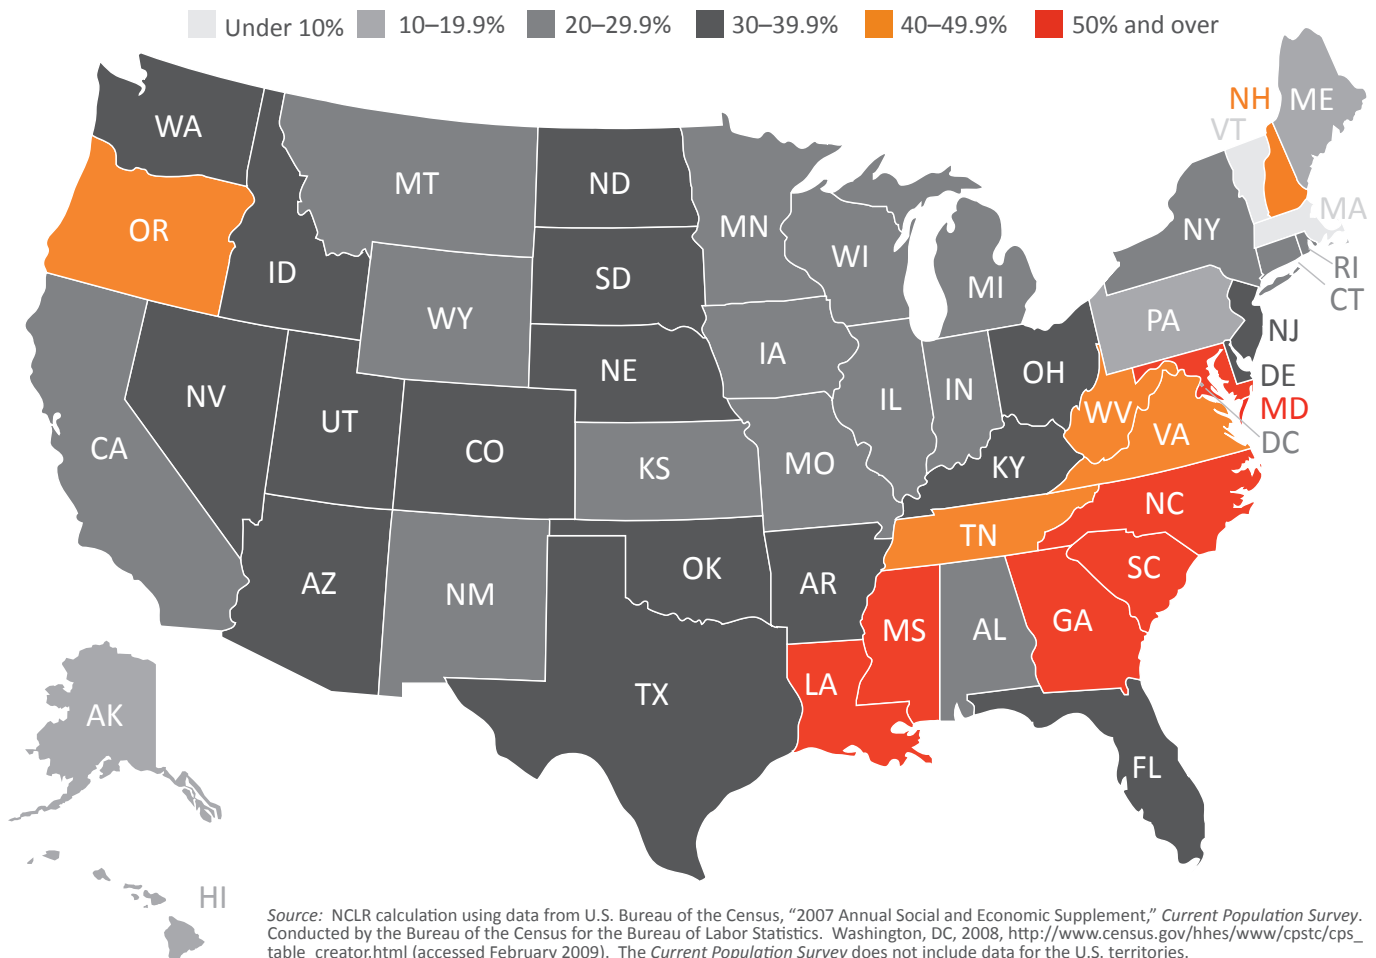 Under 10% 10–19.9% 20–29.9% 30–39.9% 40–49.9% 50% and over
NH ME
VT
WA
MT ND
MN
OR
MA
NY
WI
ID SD
RI
MI
CT
WY
PA
NJ
IA
NE OH
DE
NV IN
IL
UT WV MD
VA
CO DC
CA
KS MO KY
NC
TN
OK SC
AZ AR
NM
GA
MS AL
LA
TX
AK
FL
HI
Source: NCLR calculation using data from U.S. Bureau of the Census, “2007 Annual Social and Economic Supplement,” Current Population Survey.
Conducted by the Bureau of the Census for the Bureau of Labor Statistics. Washington, DC, 2008, http://www.census.gov/hhes/www/cpstc/cps_
table_creator.html (accessed February 2009). The Current Population Survey does not include data for the U.S. territories.